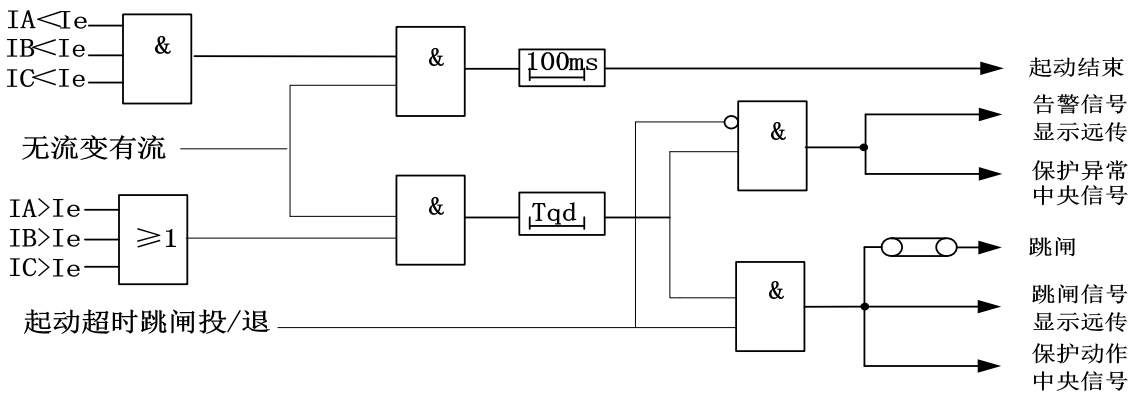 IA<Ie
IB<Ie
IC<Ie
&
&
100ms
起动结束
告警信号
显示远传
&
无流变有流
保护异常
中央信号
IA>Ie
IB>Ie
IC>Ie
≥1
&
Tqd
跳闸
&
跳闸信号
显示远传
起动超时跳闸投/退
保护动作
中央信号